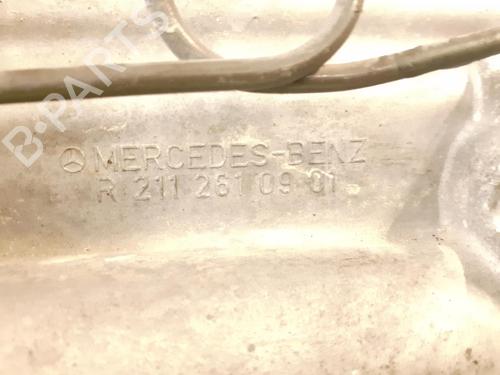 B-PARTS
MERCEDES-BENZ
R 211 261 09 01